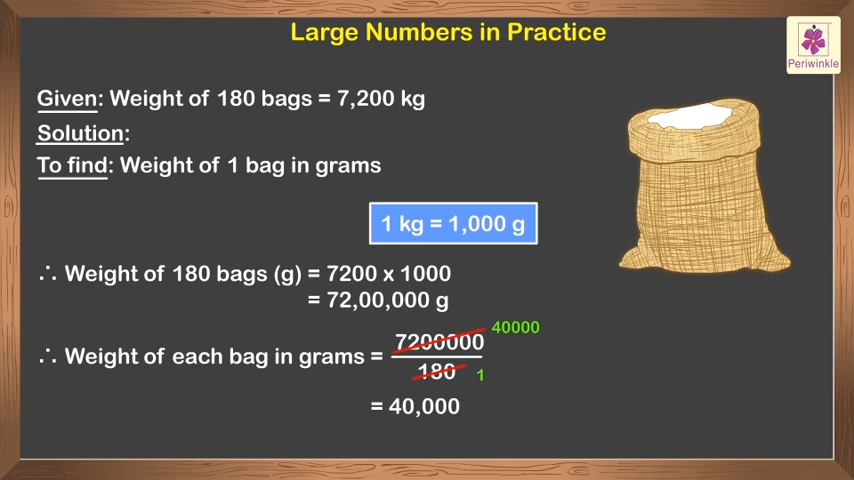 Large Numbers in Practice
Periwinkle
Given: Weight of 180 bags = 7,200 kg
Solution:
To find: Weight of 1 bag in grams
1 kg = 1,000 g
∴ Weight of 180 bags (g) = 7200 x 1000
= 72,00,000 g
40000
∴ Weight of each bag in grams = 7200000
180 1
= 40,000